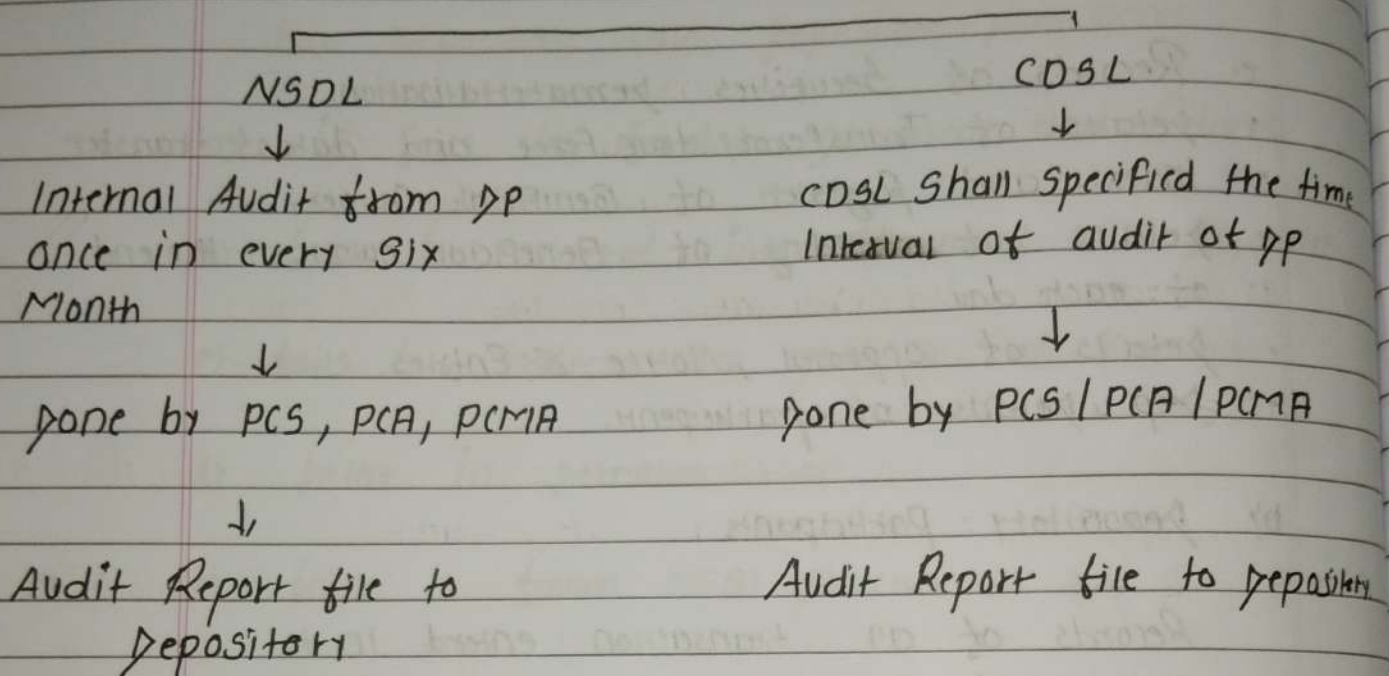 NSDL
↓
Internal Audit from DP
once in every Six
Month
↓
Done by PCS, PCA, PCMA
↓
Audit Report file to
Depository
CDSL
↓
CDSL Shall Specified the time
Interval of audit of DP
↓
Done by PCS / PCA / PCMA
Audit Report file to Depository